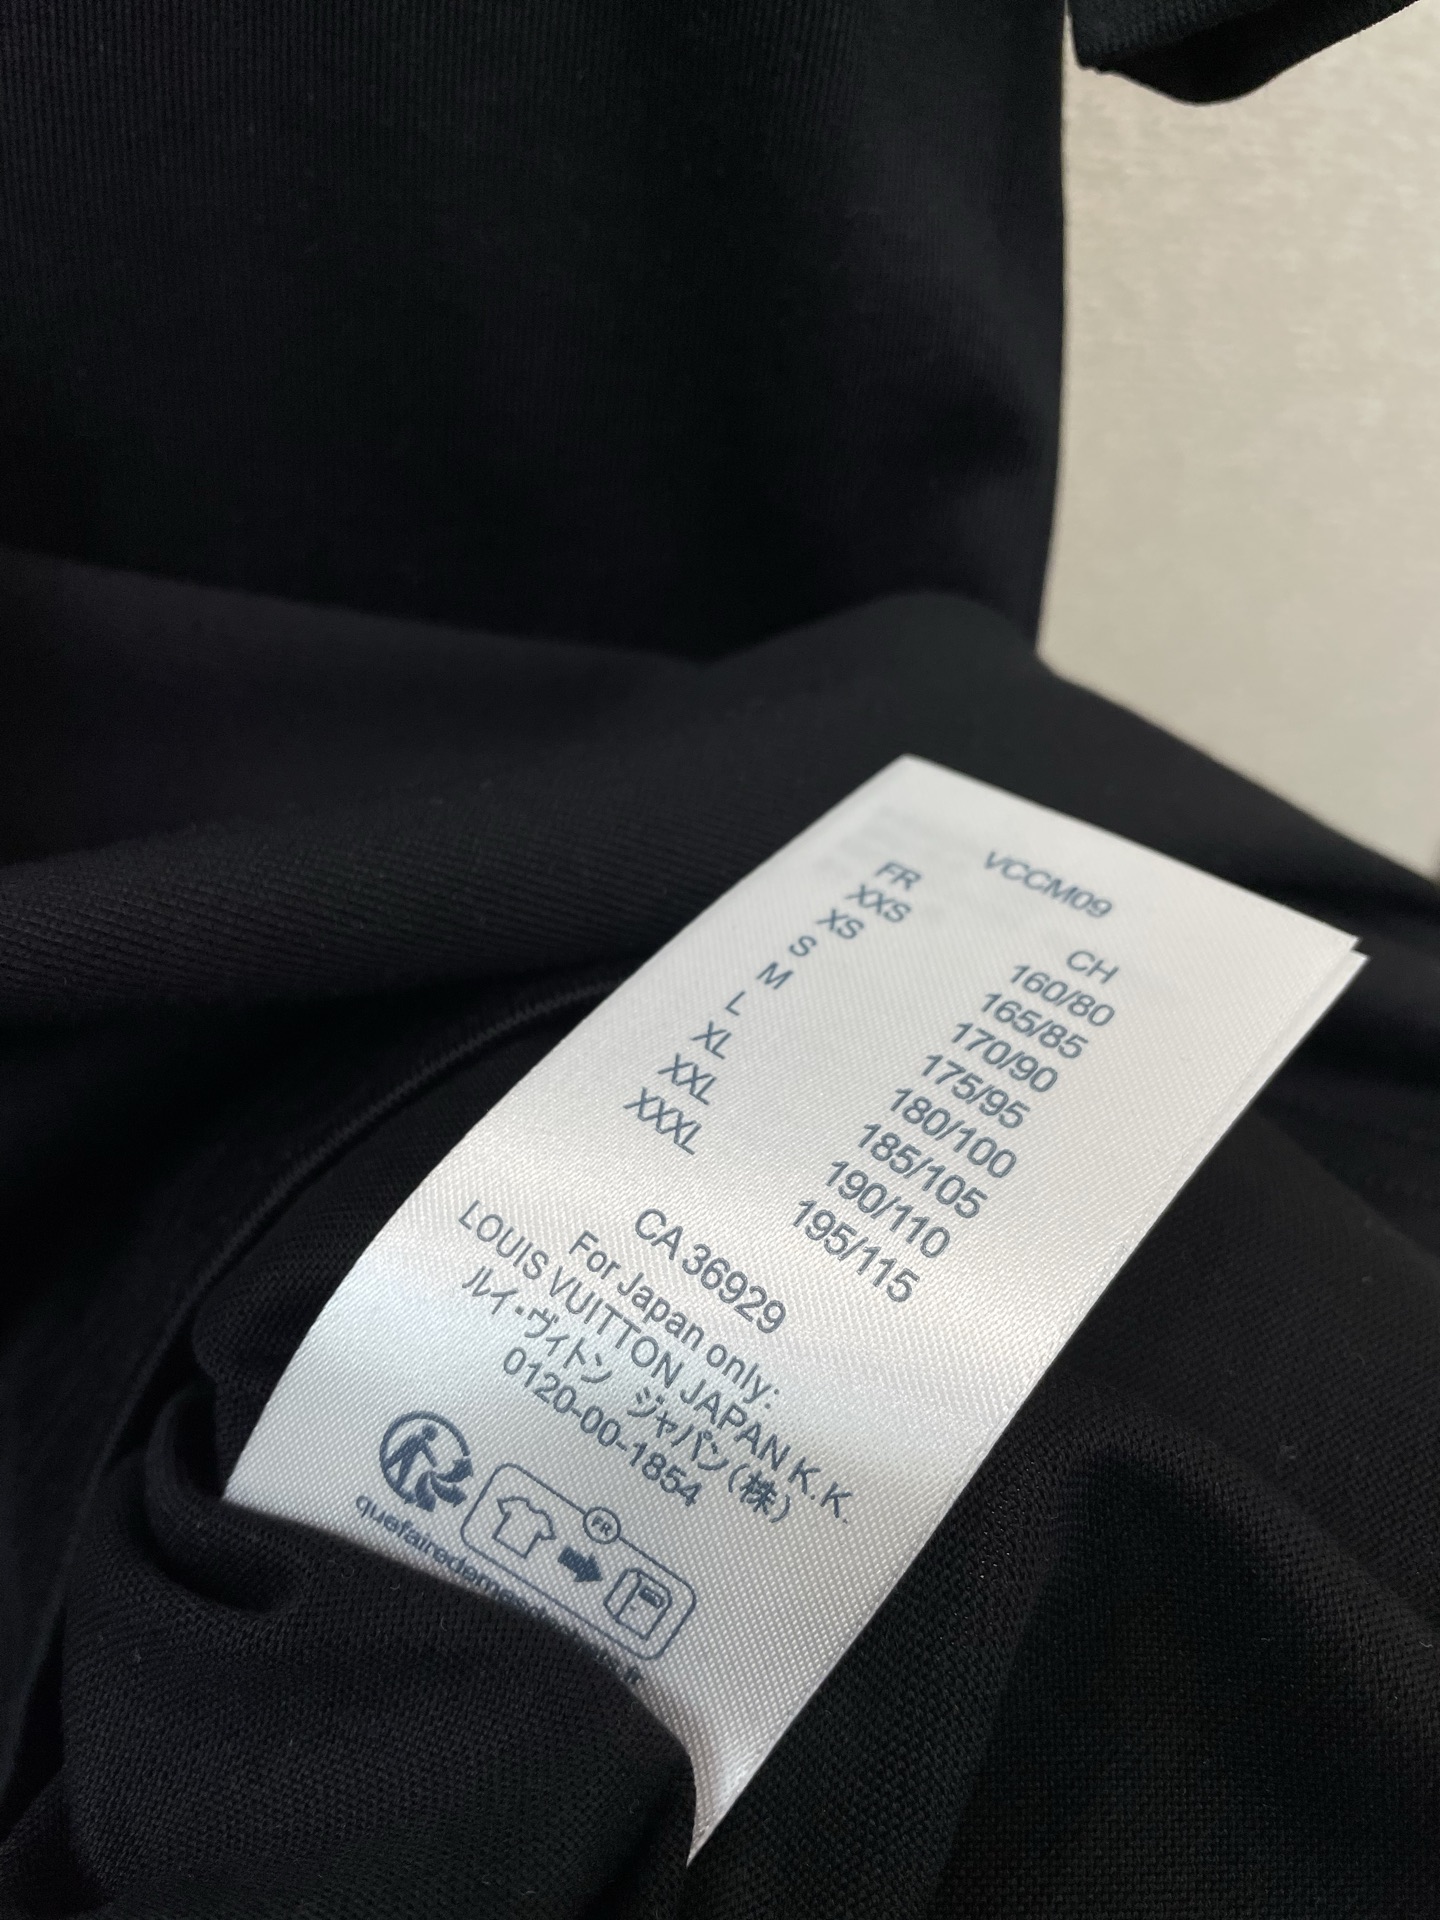 VCCM09
FR CH
XXS 160/80
XS 165/85
S 170/90
M 175/95
L 180/100
XL 185/105
XXL 190/110
XXXL 195/115
CA 36929
For Japan only:
LOUIS VUITTON JAPAN K.K.
ルイ・ヴィトン ジャパン(株)
0120-00-1854
FR